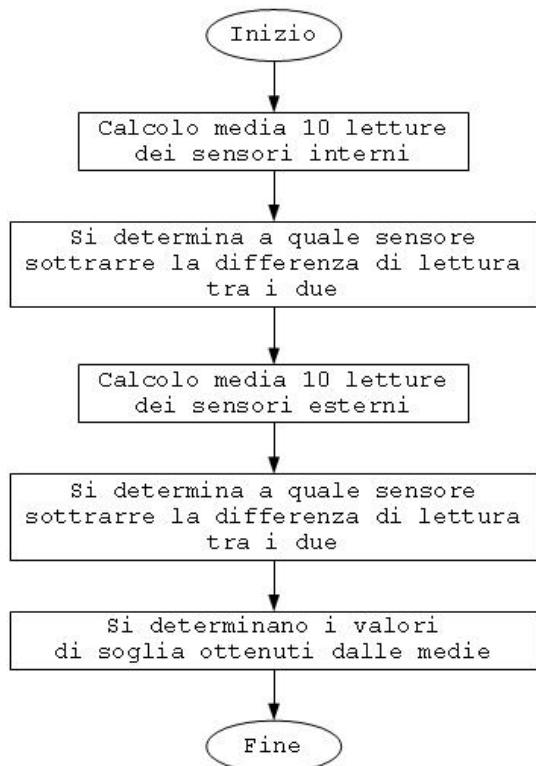 Inizio
Calcolo media 10 letture
dei sensori interni
Si determina a quale sensore
sottrarre la differenza di lettura
tra i due
Calcolo media 10 letture
dei sensori esterni
Si determina a quale sensore
sottrarre la differenza di lettura
tra i due
Si determinano i valori
di soglia ottenuti dalle medie
Fine